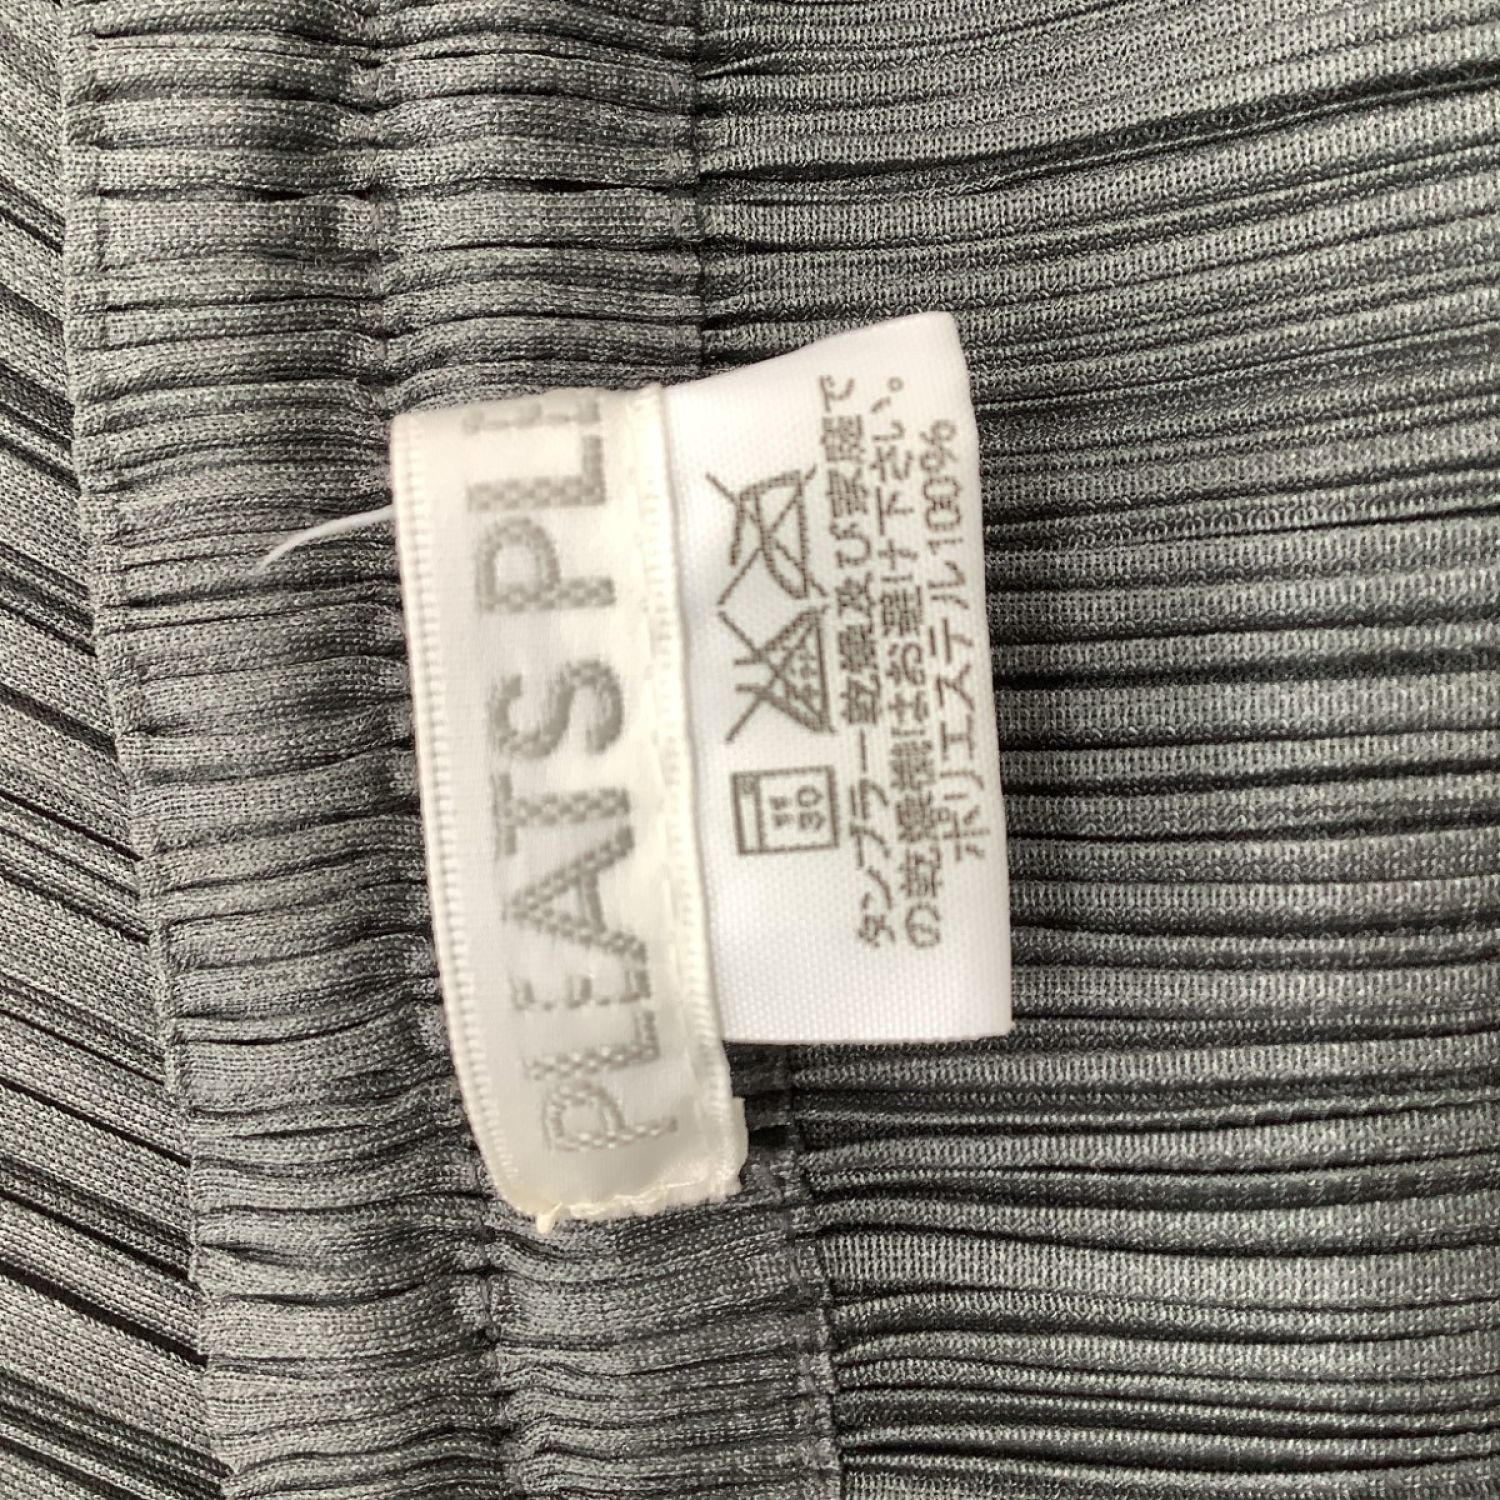 PLEATS PL
弱
30
タンブラー乾燥及び家庭で
の乾燥機はお避け下さい。
ポリエステル100%